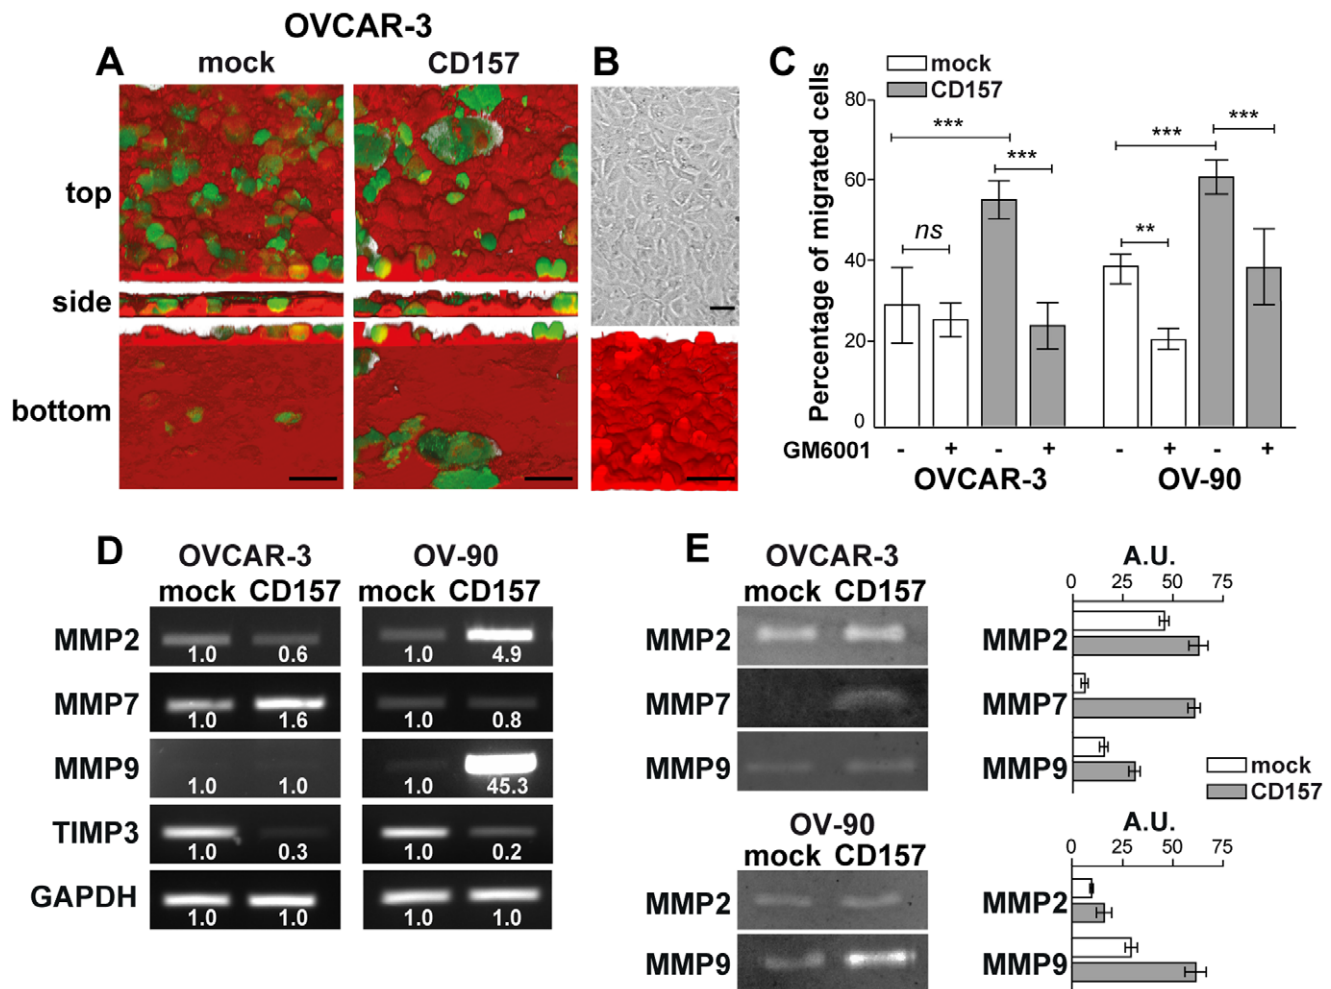 OVCAR-3
A mock CD157 B
top
side
bottom
C
mock
CD157
Percentage of migrated cells
80
60
40
20
0
*** *** *** ***
ns **
GM6001 - + - + - + - +
OVCAR-3 OV-90
D
OVCAR-3 OV-90
mock CD157 mock CD157
MMP2 1.0 0.6 1.0 4.9
MMP7 1.0 1.6 1.0 0.8
MMP9 1.0 1.0 1.0 45.3
TIMP3 1.0 0.3 1.0 0.2
GAPDH 1.0 1.0 1.0 1.0
E
OVCAR-3
mock CD157
MMP2
MMP7
MMP9
A.U.
0 25 50 75
MMP2
MMP7
MMP9
mock
CD157
OV-90
mock CD157
MMP2
MMP9
A.U.
0 25 50 75
MMP2
MMP9